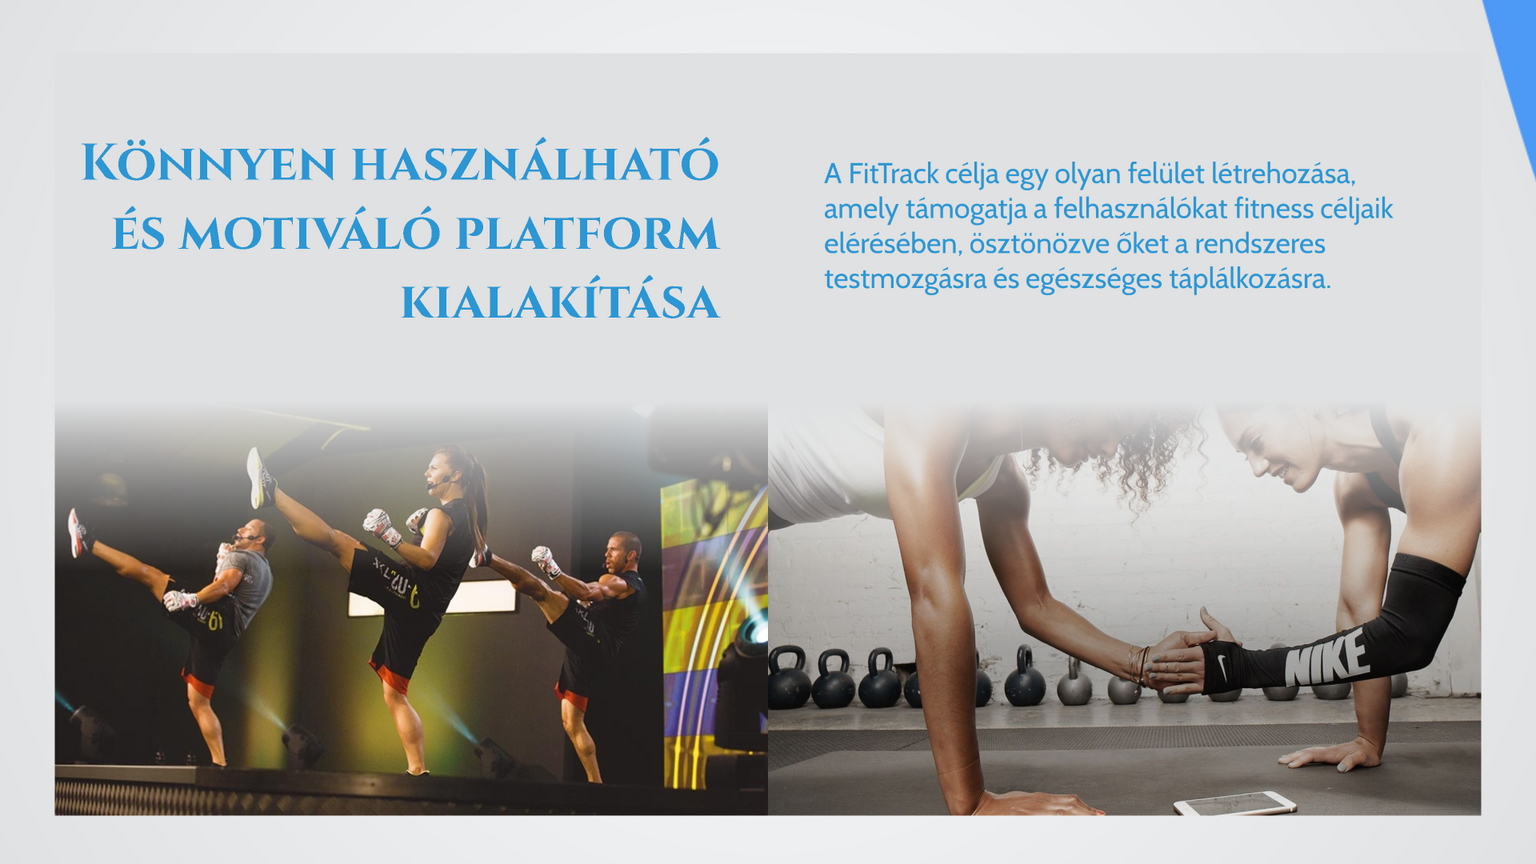 Könnyen használható
és motiváló platform
kialakítása
A FitTrack célja egy olyan felület létrehozása,
amely támogatja a felhasználókat fitness céljaik
elérésében, ösztönözve őket a rendszeres
testmozgásra és egészséges táplálkozásra.
NIKE